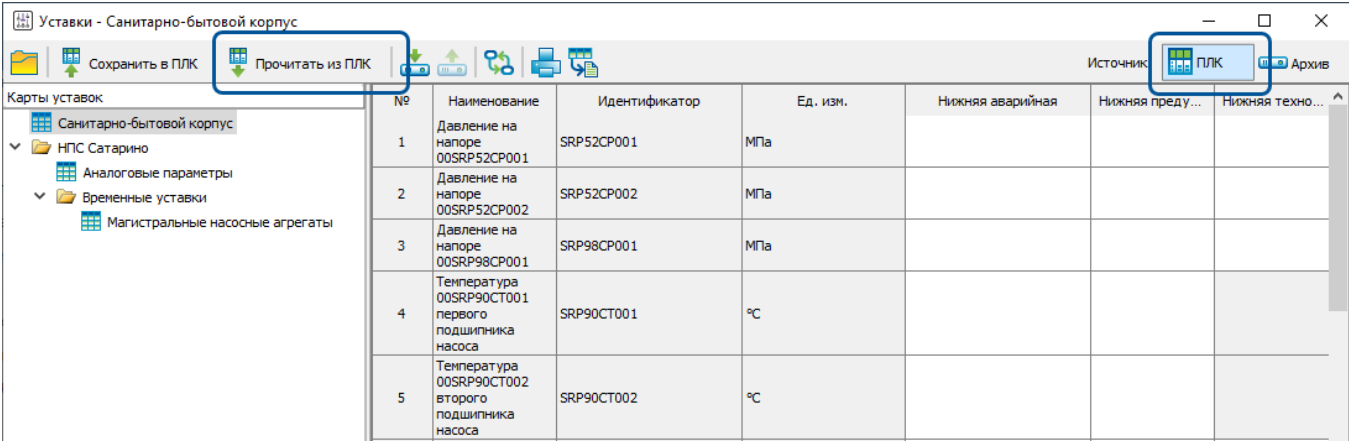 Уставки - Санитарно-бытовой корпус
Сохранить в ПЛК
Прочитать из ПЛК
Источник
ПЛК
Архив
Карты уставок
Санитарно-бытовой корпус
НПС Сатарино
Аналоговые параметры
Временные уставки
Магистральные насосные агрегаты
№ Наименование Идентификатор Ед. изм. Нижняя аварийная Нижняя преду... Нижняя техно...
1
Давление на
напоре
00SRP52CP001
SRP52CP001
МПа
2
Давление на
напоре
00SRP52CP002
SRP52CP002
МПа
3
Давление на
напоре
00SRP98CP001
SRP98CP001
МПа
4
Температура
00SRP90CT001
первого
подшипника
насоса
SRP90CT001
°C
5
Температура
00SRP90CT002
второго
подшипника
насоса
SRP90CT002
°C